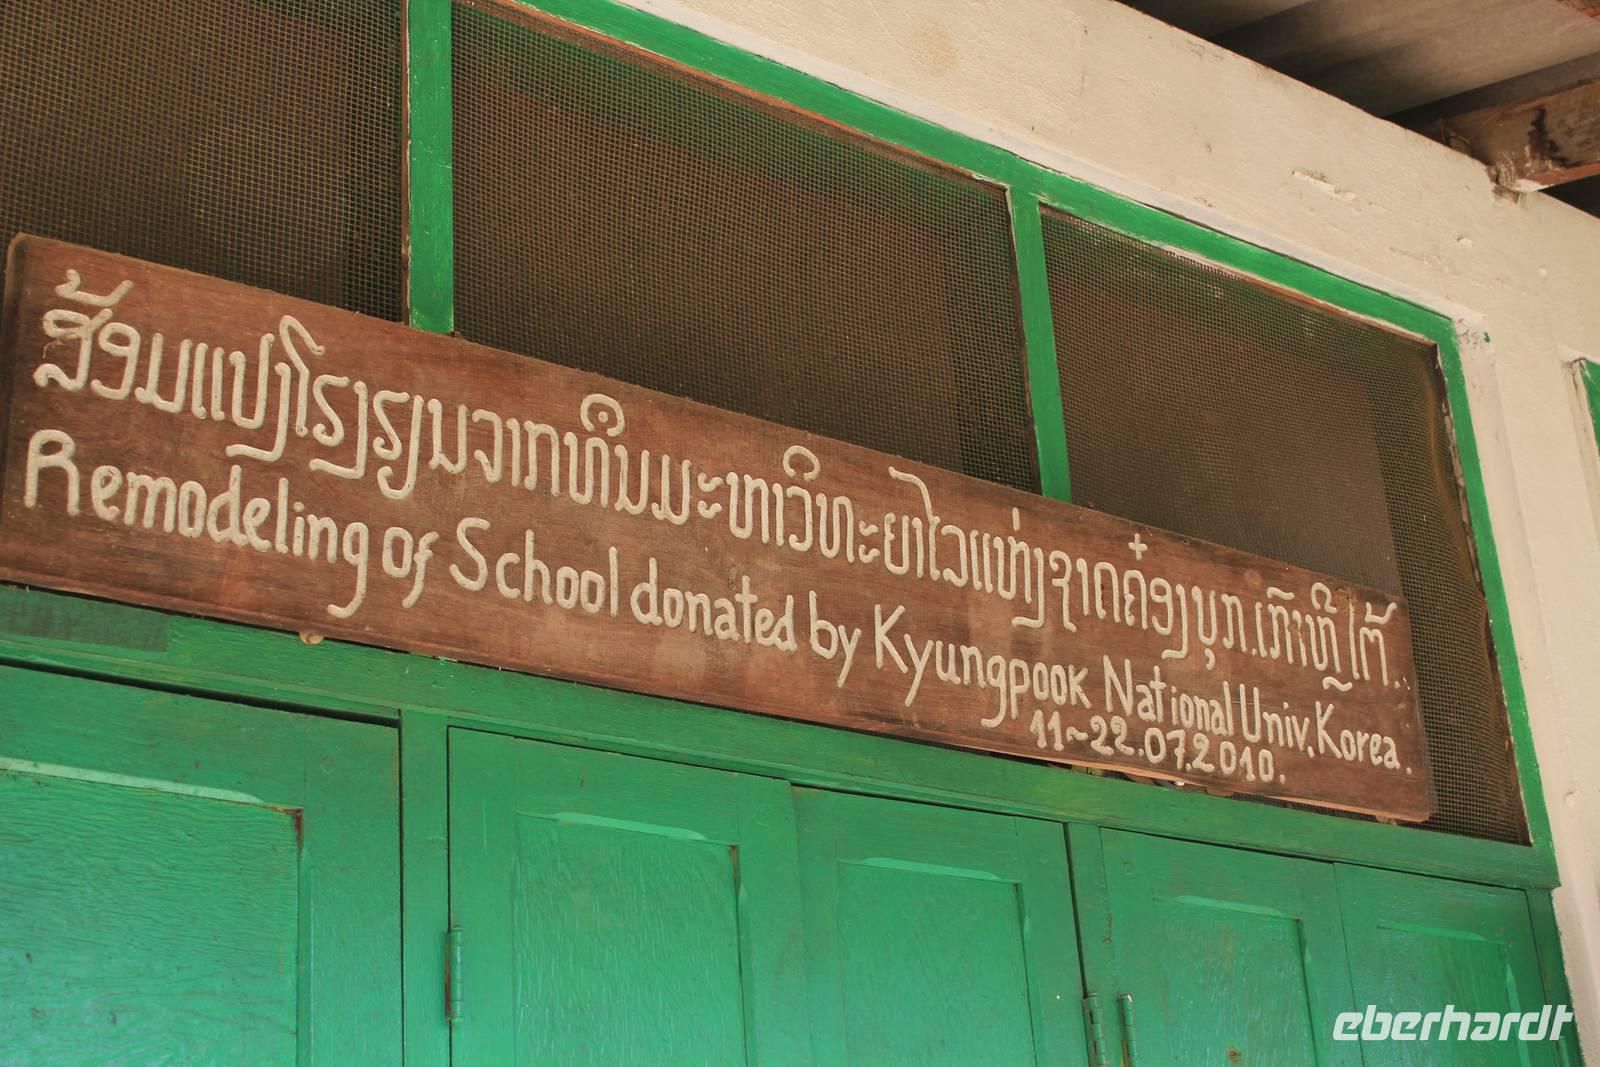 ສ້ອມແປງໂຮງຮຽນຈາກທຶນມະຫາວິທະຍາໄລແຫ່ງຊາດຄ໋ອງບຸກ.ເກົາຫຼີໃຕ້.
Remodeling of School donated by Kyungpook National Univ, Korea.
11~22.07.2010.
eberhardt